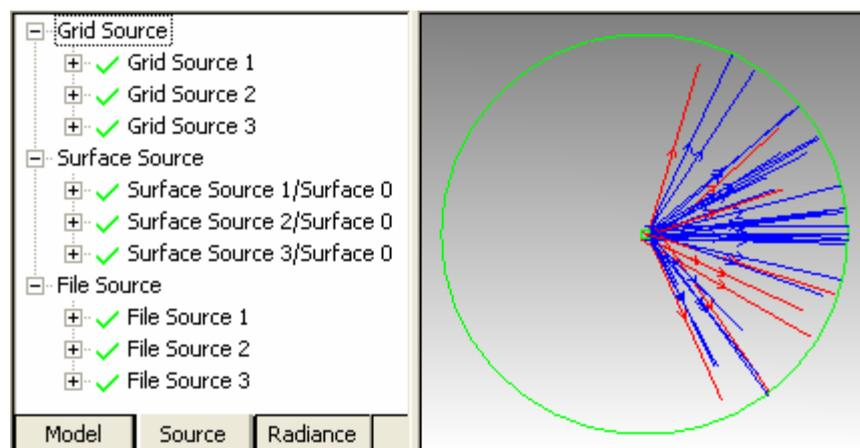 Grid Source
Grid Source 1
Grid Source 2
Grid Source 3
Surface Source
Surface Source 1/Surface 0
Surface Source 2/Surface 0
Surface Source 3/Surface 0
File Source
File Source 1
File Source 2
File Source 3
Model Source Radiance